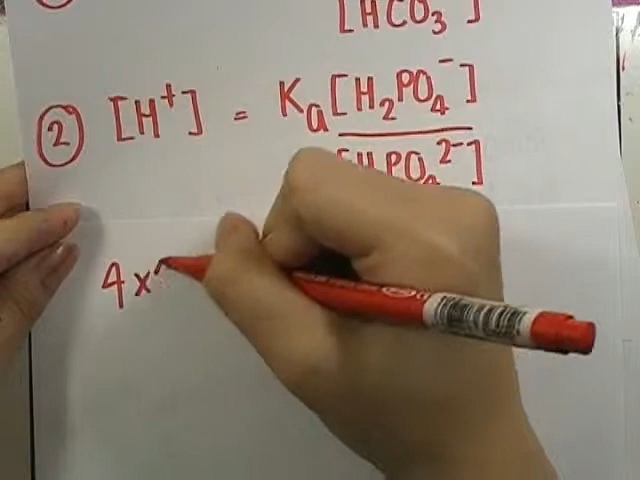 [HCO₃⁻]
② [H⁺] = Ka[H₂PO₄⁻]
[HPO₄²⁻]
4x